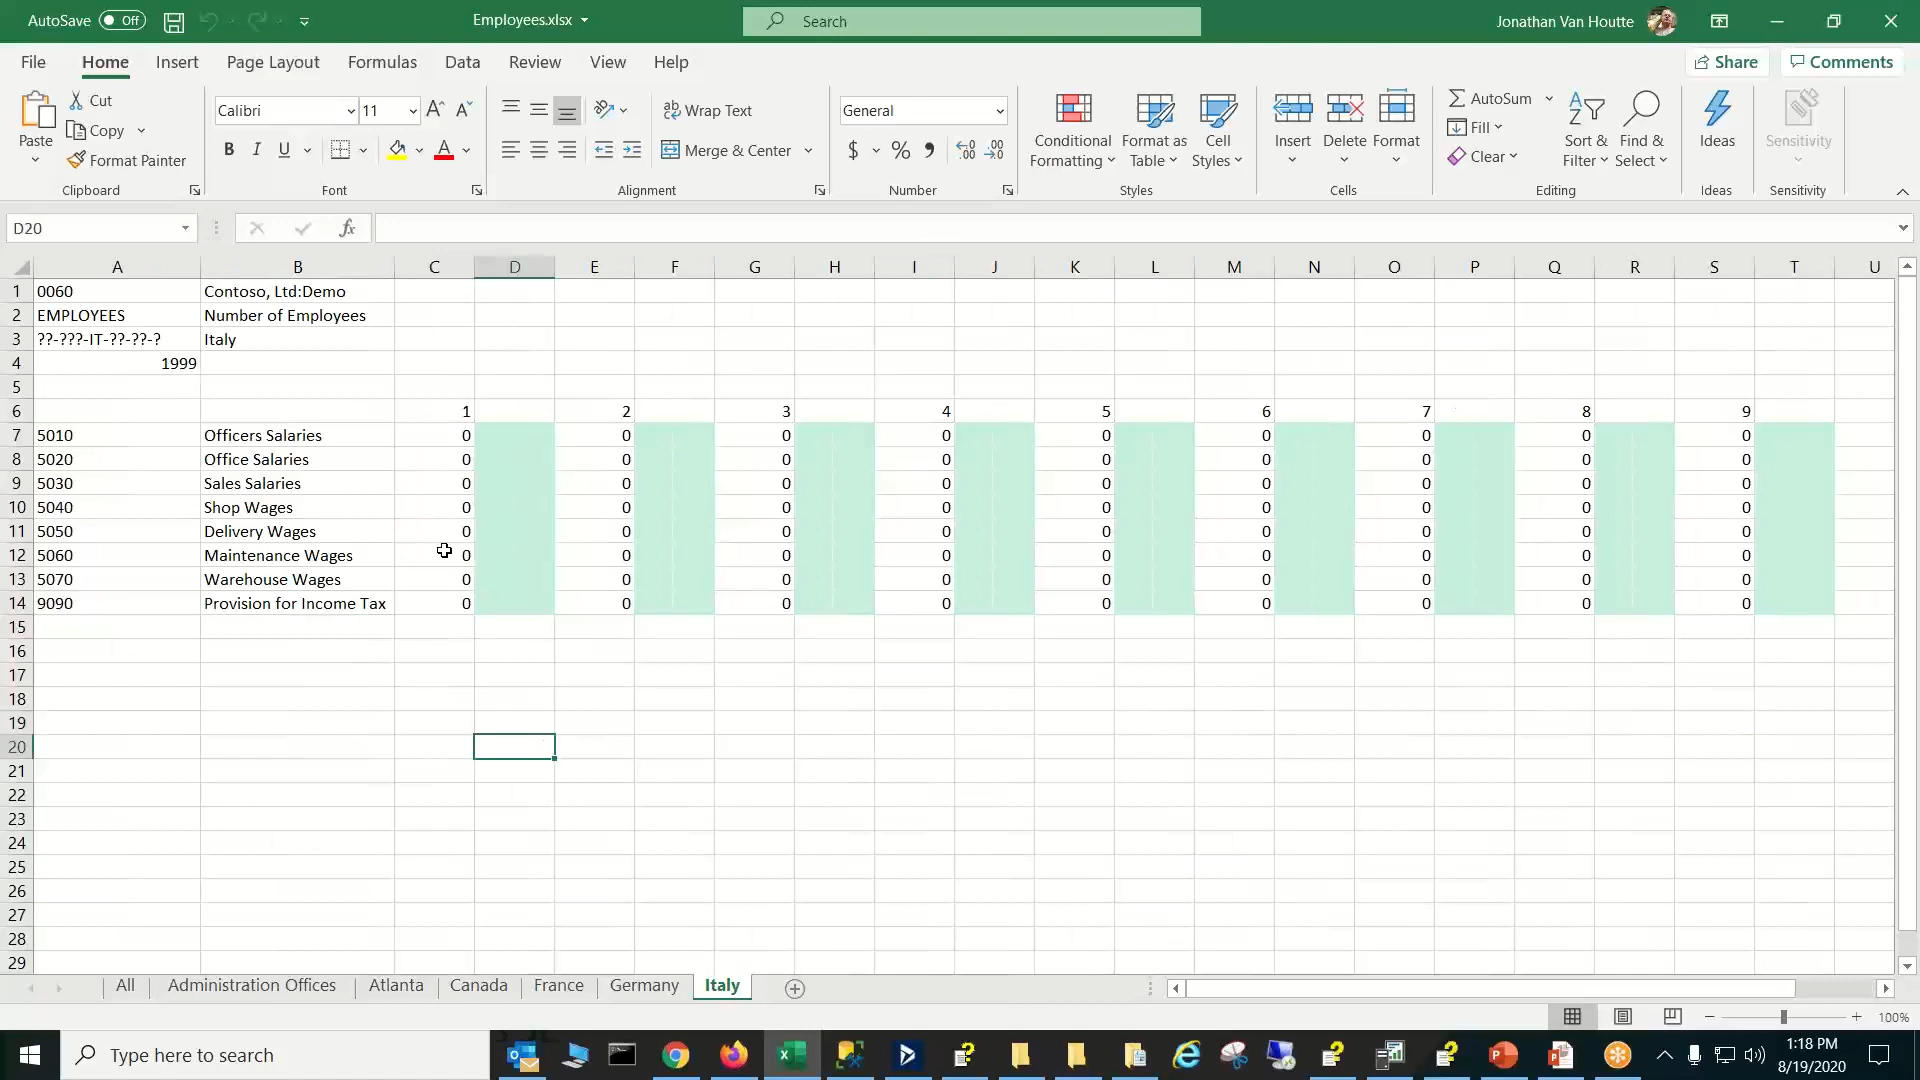 AutoSave Off Employees.xlsx Search Jonathan Van Houtte
File Home Insert Page Layout Formulas Data Review View Help Share Comments
Paste Cut Copy Format Painter Clipboard
Calibri 11 B I U A Font
Wrap Text Merge & Center Alignment
General $ % Number
Conditional Formatting Format as Table Cell Styles Styles
Insert Delete Format Cells
AutoSum Fill Clear Sort & Filter Find & Select Editing
Ideas Ideas
Sensitivity Sensitivity
D20 fx
A B C D E F G H I J K L M N O P Q R S T U
1 0060 Contoso, Ltd:Demo
2 EMPLOYEES Number of Employees
3 ??-???-IT-??-??-? Italy
4 1999
5
6 1 2 3 4 5 6 7 8 9
7 5010 Officers Salaries 0 0 0 0 0 0 0 0 0
8 5020 Office Salaries 0 0 0 0 0 0 0 0 0
9 5030 Sales Salaries 0 0 0 0 0 0 0 0 0
10 5040 Shop Wages 0 0 0 0 0 0 0 0 0
11 5050 Delivery Wages 0 0 0 0 0 0 0 0 0
12 5060 Maintenance Wages 0 0 0 0 0 0 0 0 0
13 5070 Warehouse Wages 0 0 0 0 0 0 0 0 0
14 9090 Provision for Income Tax 0 0 0 0 0 0 0 0 0
15
16
17
18
19
20
21
22
23
24
25
26
27
28
29
All Administration Offices Atlanta Canada France Germany Italy
100%
Type here to search
1:18 PM
8/19/2020